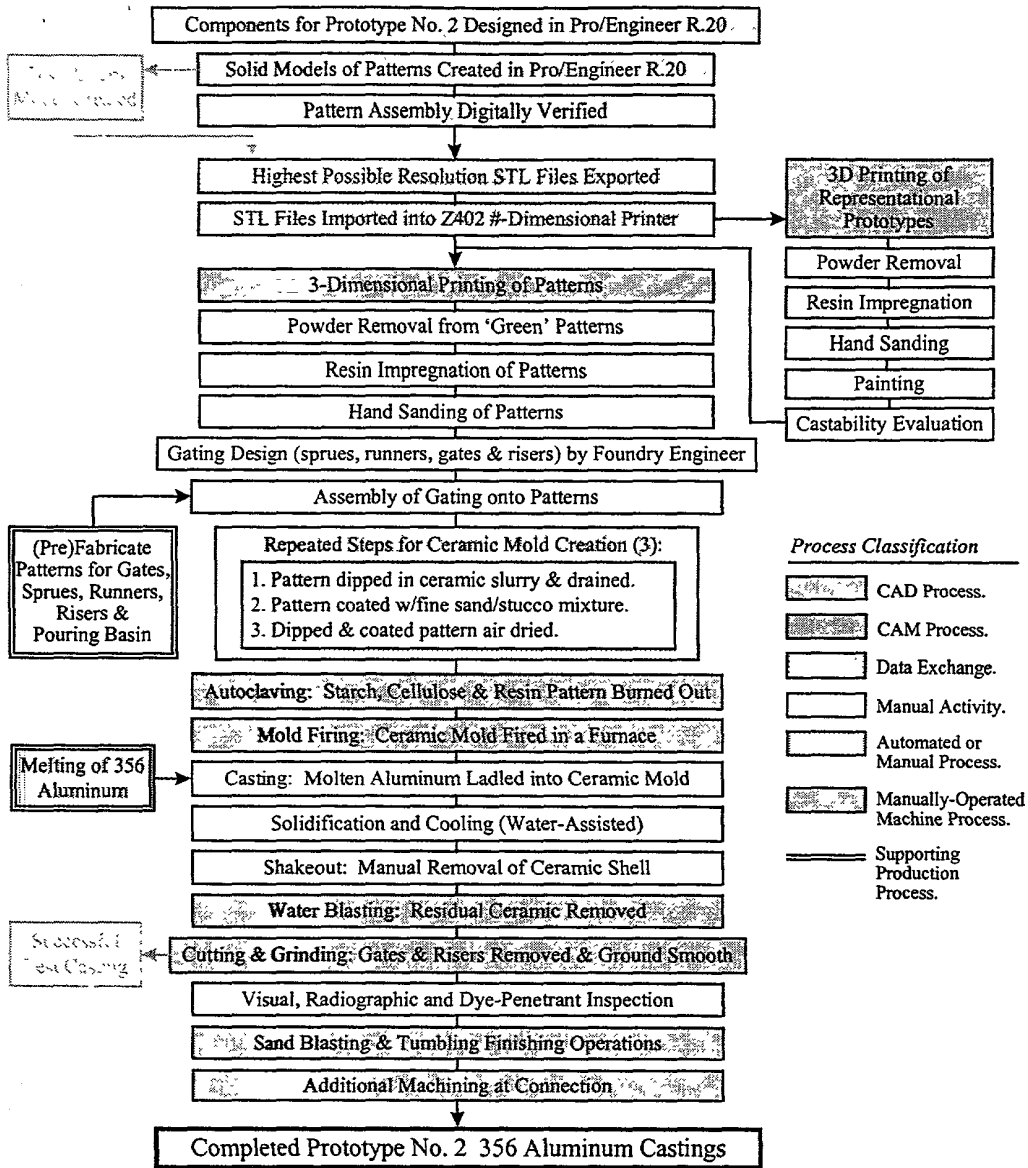 Components for Prototype No. 2 Designed in Pro/Engineer R.20
Solid Models of Patterns Created in Pro/Engineer R.20
Pattern Assembly Digitally Verified
Highest Possible Resolution STL Files Exported
STL Files Imported into Z402 #-Dimensional Printer
3D Printing of
Representational
Prototypes
Powder Removal
Resin Impregnation
Hand Sanding
Painting
Castability Evaluation
3-Dimensional Printing of Patterns
Powder Removal from ‘Green’ Patterns
Resin Impregnation of Patterns
Hand Sanding of Patterns
Gating Design (sprues, runners, gates & risers) by Foundry Engineer
Assembly of Gating onto Patterns
(Pre)Fabricate
Patterns for Gates,
Sprues, Runners,
Risers &
Pouring Basin
Repeated Steps for Ceramic Mold Creation (3):
1. Pattern dipped in ceramic slurry & drained.
2. Pattern coated w/fine sand/stucco mixture.
3. Dipped & coated pattern air dried.
Autoclaving: Starch, Cellulose & Resin Pattern Burned Out
Mold Firing: Ceramic Mold Fired in a Furnace
Melting of 356
Aluminum
Casting: Molten Aluminum Ladled into Ceramic Mold
Solidification and Cooling (Water-Assisted)
Shakeout: Manual Removal of Ceramic Shell
Water Blasting: Residual Ceramic Removed
Successful
Test Casting
Cutting & Grinding: Gates & Risers Removed & Ground Smooth
Visual, Radiographic and Dye-Penetrant Inspection
Sand Blasting & Tumbling Finishing Operations
Additional Machining at Connection
Completed Prototype No. 2 356 Aluminum Castings
Process Classification
CAD Process.
CAM Process.
Data Exchange.
Manual Activity.
Automated or
Manual Process.
Manually-Operated
Machine Process.
Supporting
Production
Process.